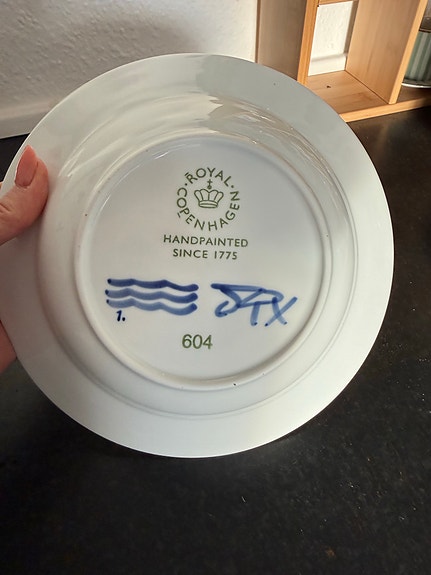 ROYAL
COPENHAGEN
HANDPAINTED
SINCE 1775
1.
604